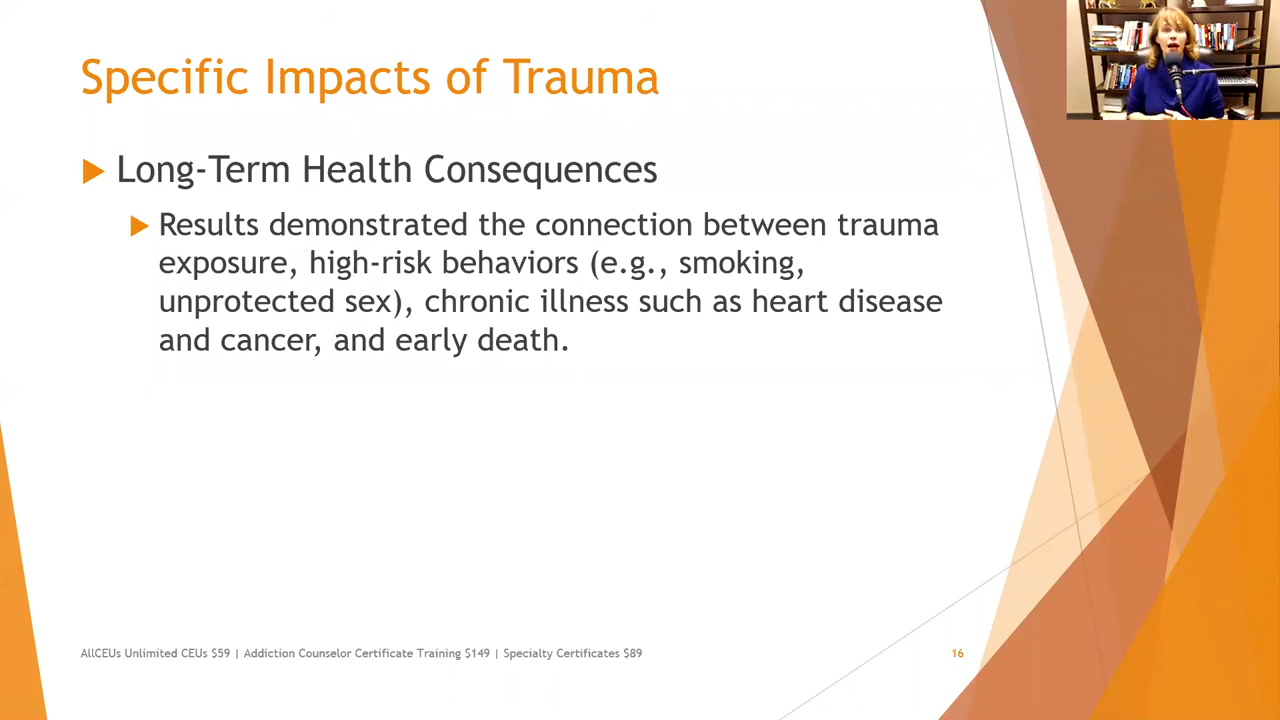 Specific Impacts of Trauma
Long-Term Health Consequences
Results demonstrated the connection between trauma
exposure, high-risk behaviors (e.g., smoking,
unprotected sex), chronic illness such as heart disease
and cancer, and early death.
AllCEUs Unlimited CEUs $59 | Addiction Counselor Certificate Training $149 | Specialty Certificates $89
16